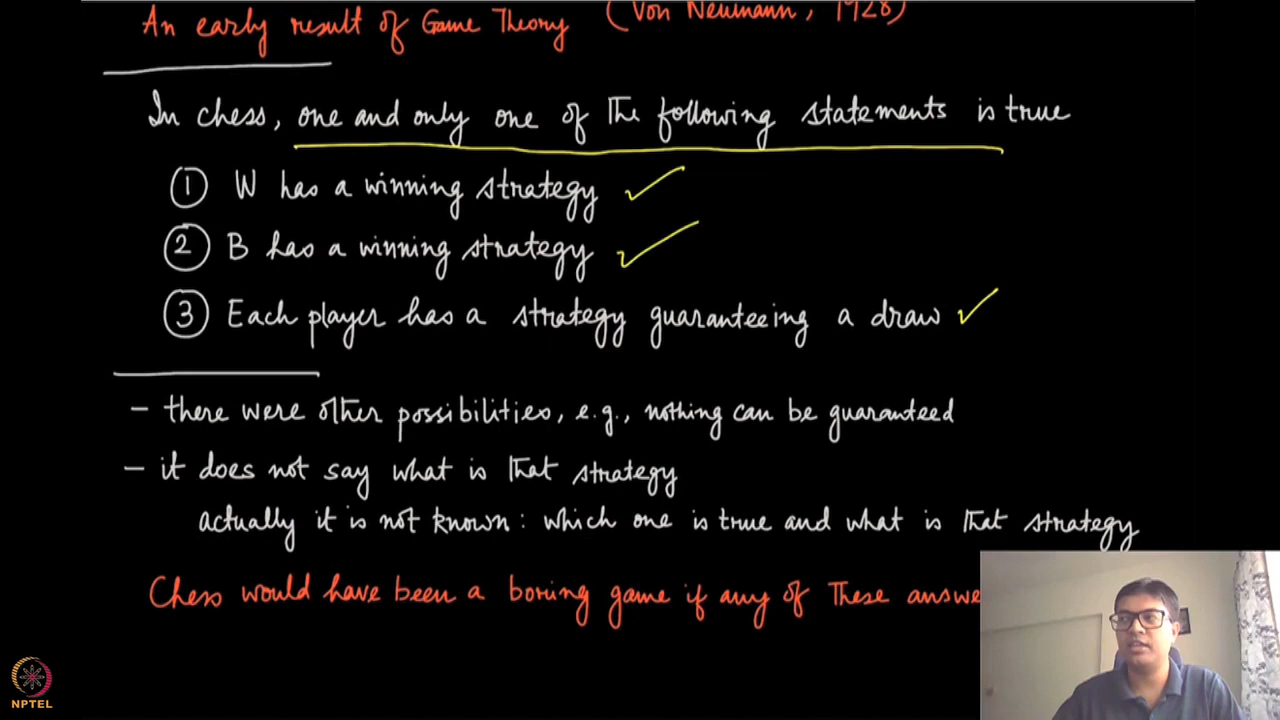 An early result of Game Theory (Von Neumann, 1928)
In chess, one and only one of the following statements is true
① W has a winning strategy
② B has a winning strategy
③ Each player has a strategy guaranteeing a draw
- there were other possibilities, e.g., nothing can be guaranteed
- it does not say what is that strategy
actually it is not known: which one is true and what is that strategy
Chess would have been a boring game if any of these answe
NPTEL